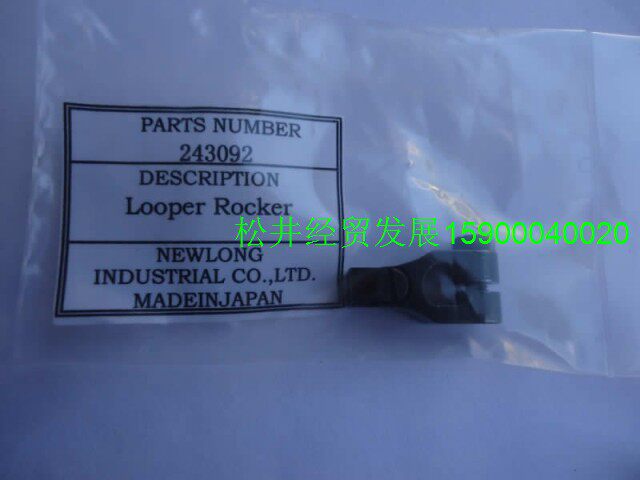 PARTS NUMBER
243092
DESCRIPTION
Looper Rocker
松井经贸发展15900040020
NEWLONG
INDUSTRIAL CO.,LTD.
MADEINJAPAN